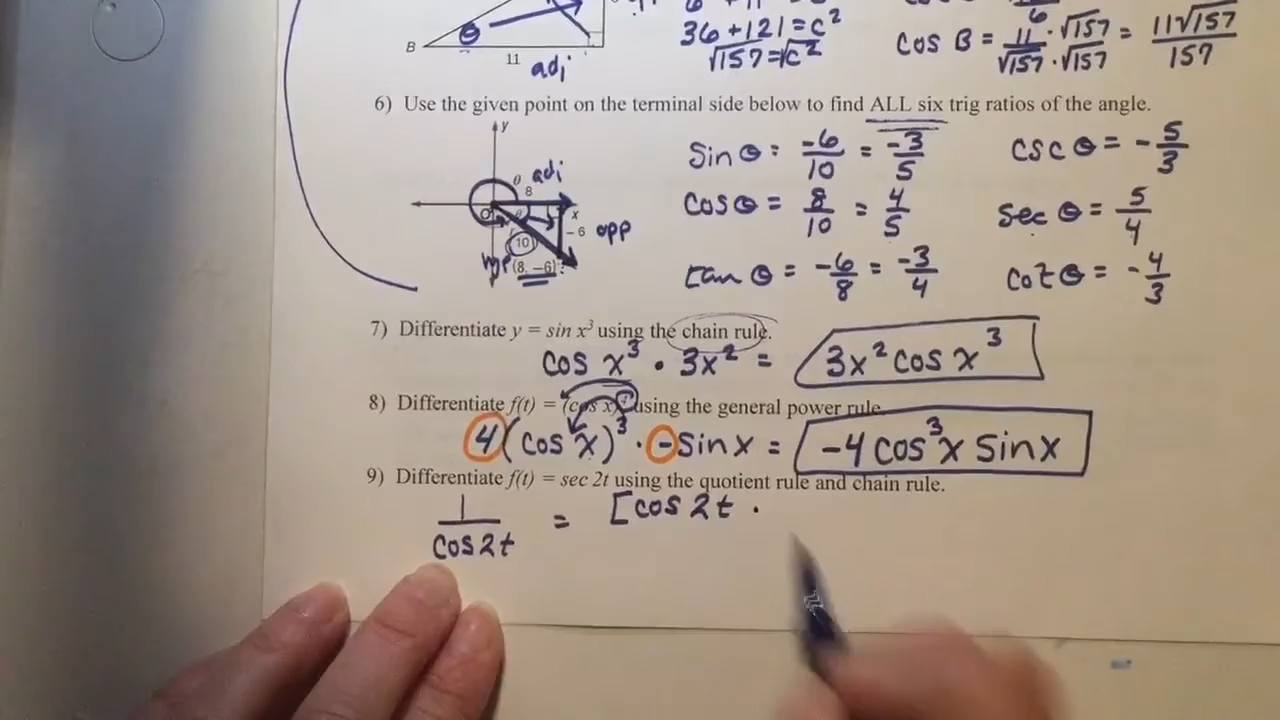 B
11
adj
36 + 121 = c²
√157 = √c²
cos B = 11/√157 · √157/√157 = 11√157/157
6) Use the given point on the terminal side below to find ALL six trig ratios of the angle.
y
θ adj
8
O
x
-6 opp
10
hyp
(8, -6)
sin θ = -6/10 = -3/5
csc θ = -5/3
cos θ = 8/10 = 4/5
sec θ = 5/4
tan θ = -6/8 = -3/4
cot θ = -4/3
7) Differentiate y = sin x³ using the chain rule.
cos x³ · 3x² = 3x² cos x³
8) Differentiate f(t) = (cos x)⁴ using the general power rule.
4(cos x)³ · -sin x = -4 cos³x sin x
9) Differentiate f(t) = sec 2t using the quotient rule and chain rule.
1/cos 2t = [cos 2t ·